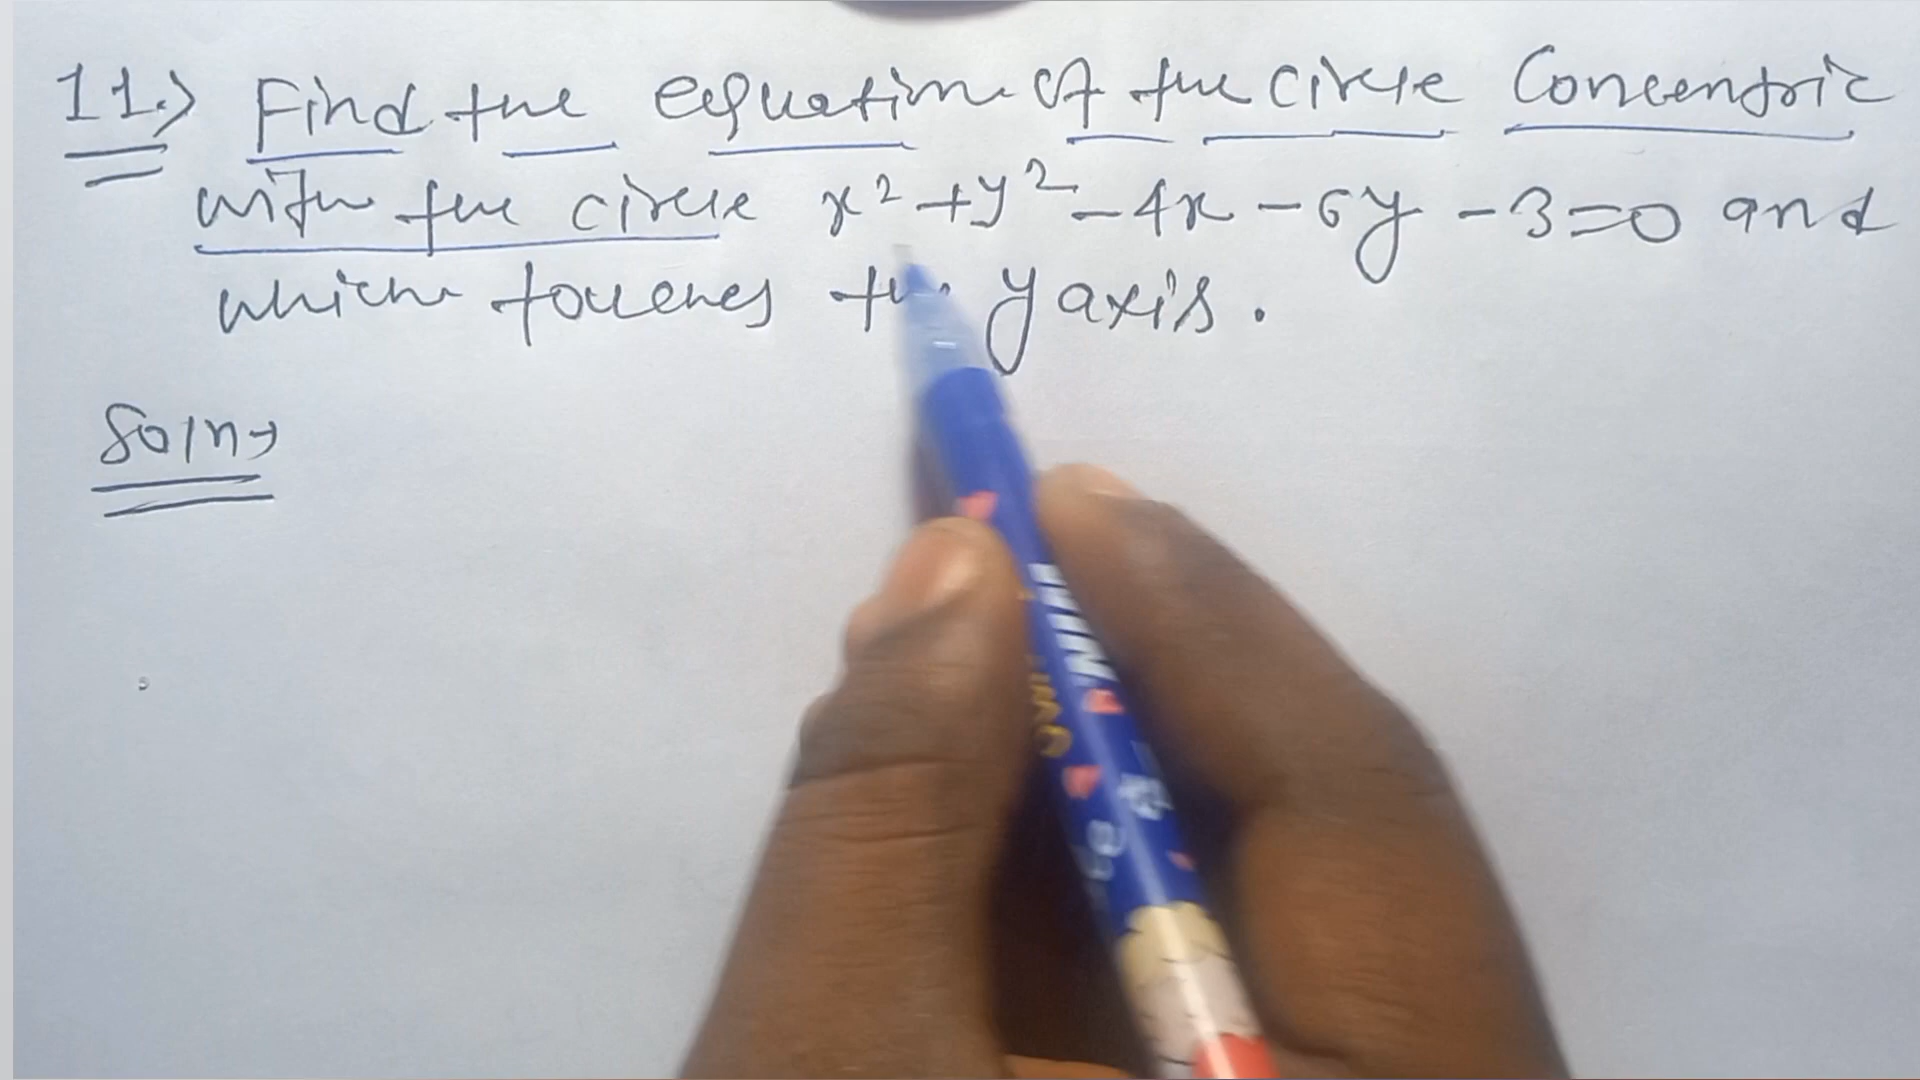 11.) Find the equation of the circle Concentric
with the circle x² + y² - 4x - 6y - 3 = 0 and
which touches the y axis.
Soln→